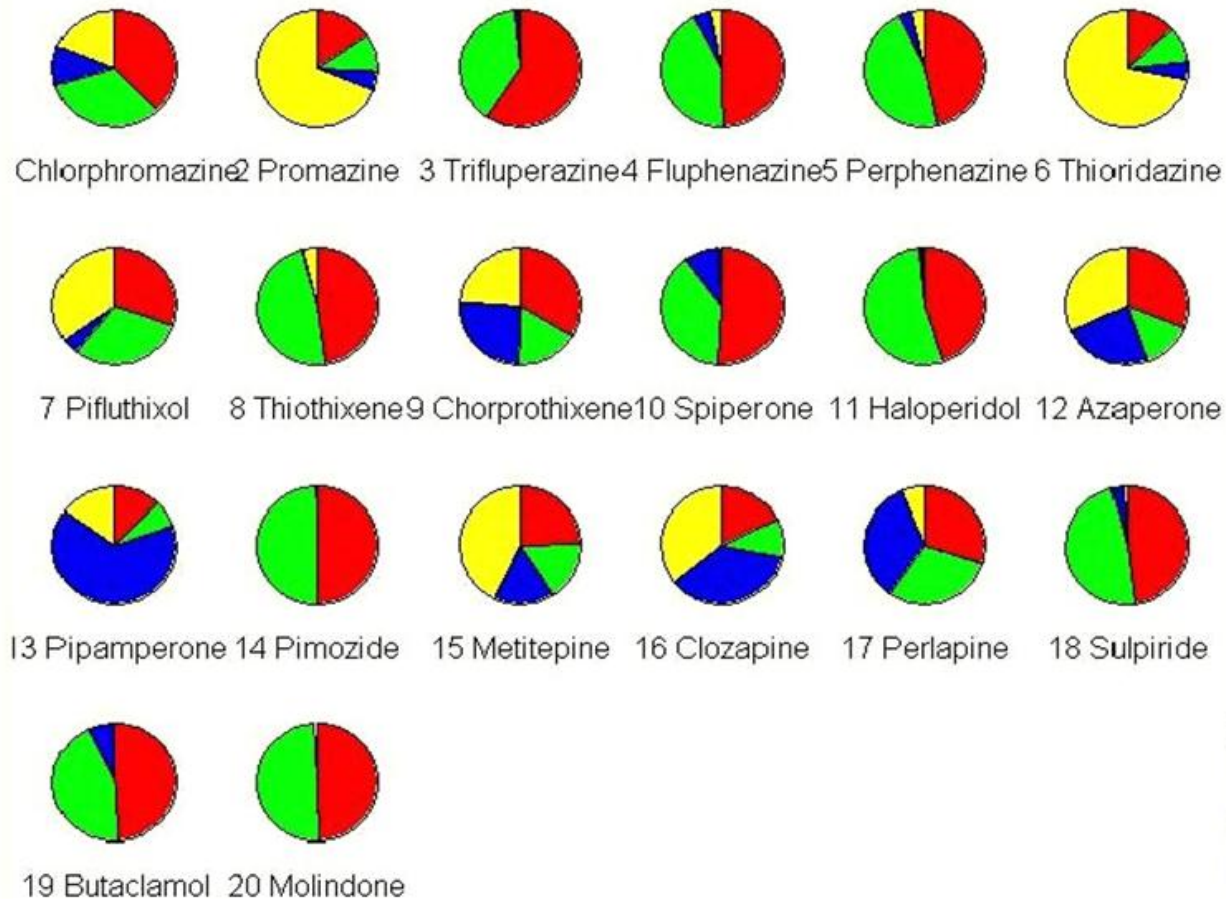 Chlorphromazine2 Promazine 3 Trifluperazine4 Fluphenazine5 Perphenazine 6 Thioridazine
7 Pifluthixol 8 Thiothixene9 Chorprothixene10 Spiperone 11 Haloperidol 12 Azaperone
13 Pipamperone 14 Pimozide 15 Metitepine 16 Clozapine 17 Perlapine 18 Sulpiride
19 Butaclamol 20 Molindone